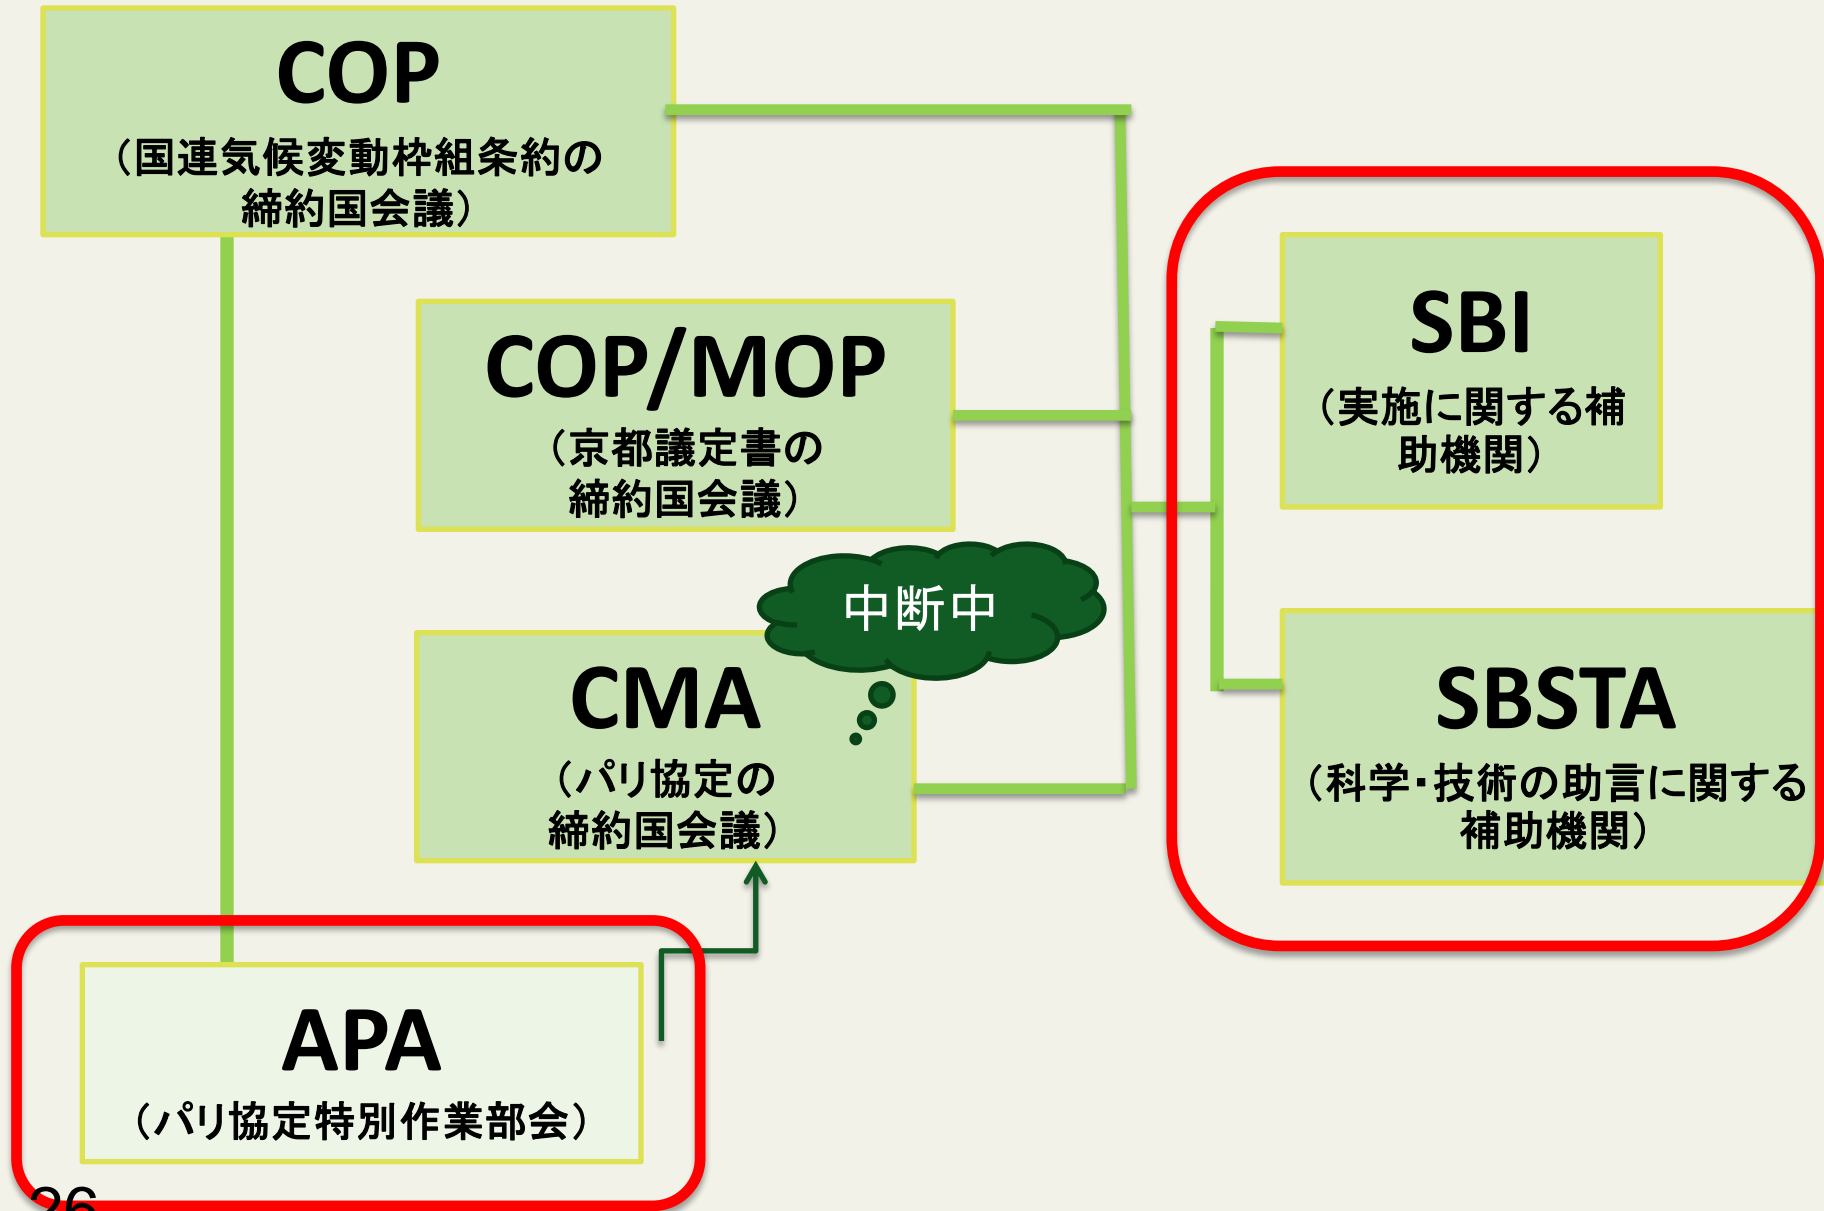 COP
（国連気候変動枠組条約の
締約国会議）
COP/MOP
（京都議定書の
締約国会議）
中断中
CMA
（パリ協定の
締約国会議）
SBI
（実施に関する補
助機関）
SBSTA
（科学・技術の助言に関する
補助機関）
APA
（パリ協定特別作業部会）
26